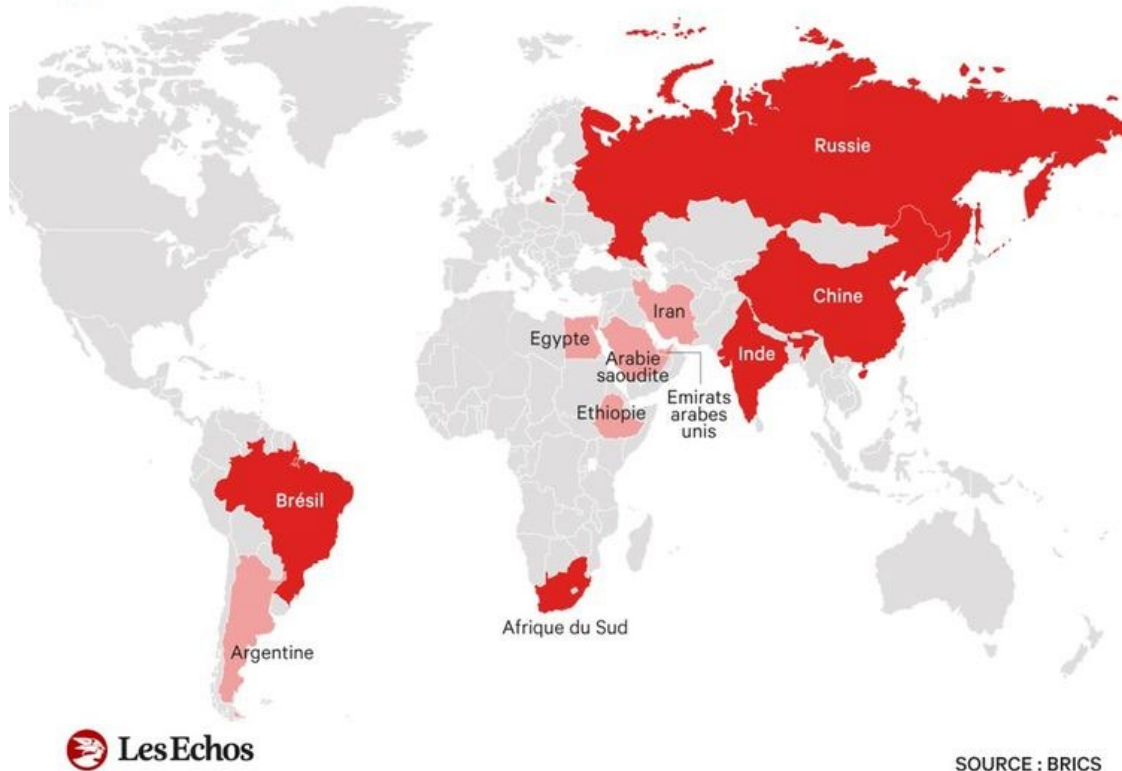 Russie
Chine
Iran
Egypte
Inde
Arabie
saoudite
Emirats
arabes
unis
Ethiopie
Brésil
Afrique du Sud
Argentine
LesEchos
SOURCE : BRICS